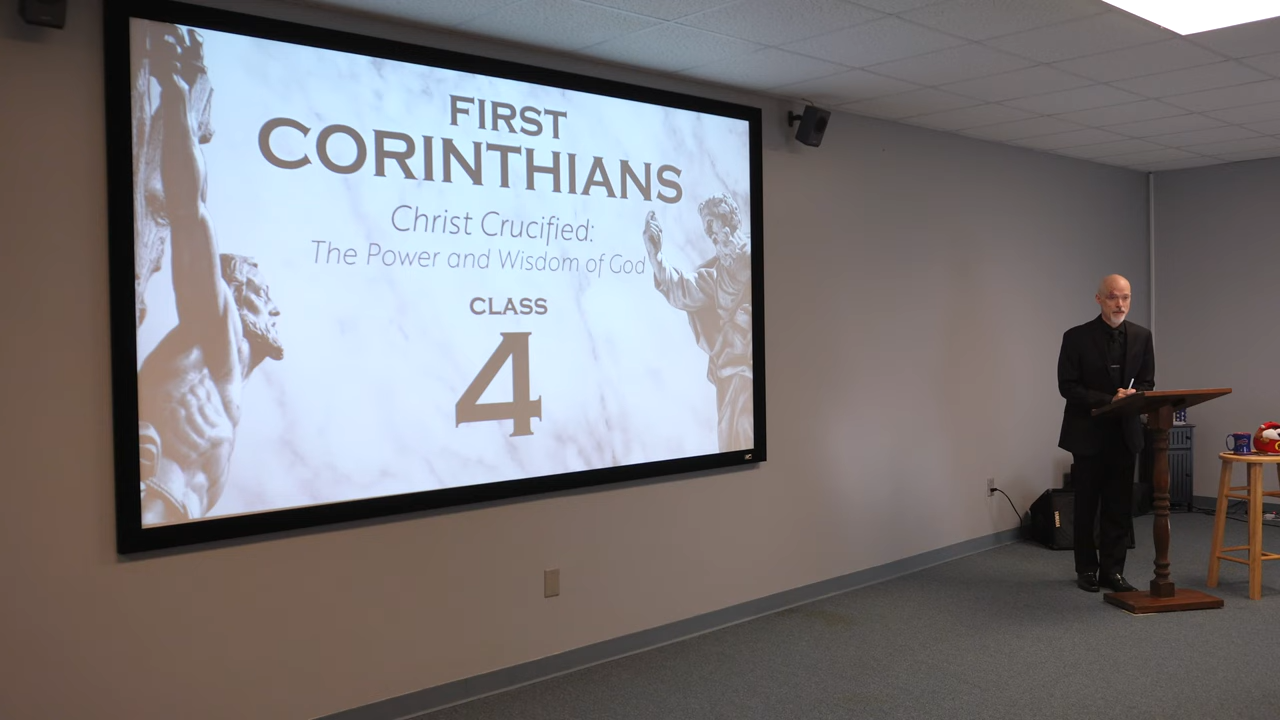 FIRST
CORINTHIANS
Christ Crucified:
The Power and Wisdom of God
CLASS
4